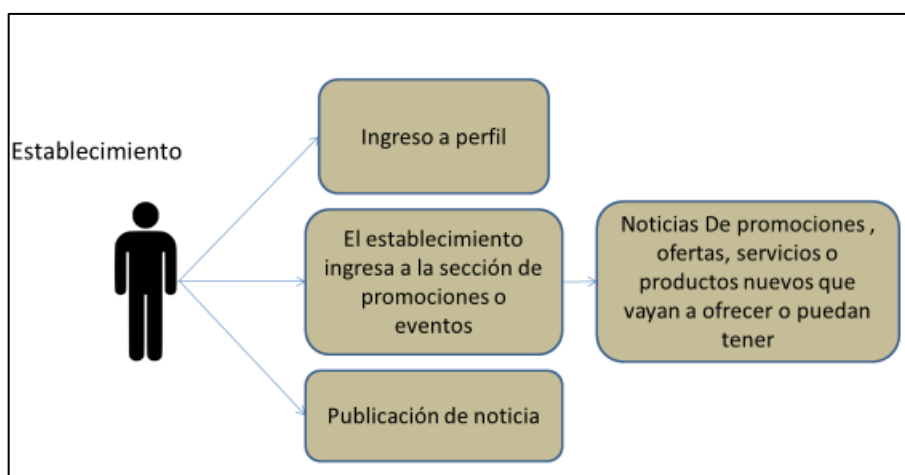 Establecimiento
Ingreso a perfil
El establecimiento
ingresa a la sección de
promociones o
eventos
Noticias De promociones ,
ofertas, servicios o
productos nuevos que
vayan a ofrecer o puedan
tener
Publicación de noticia